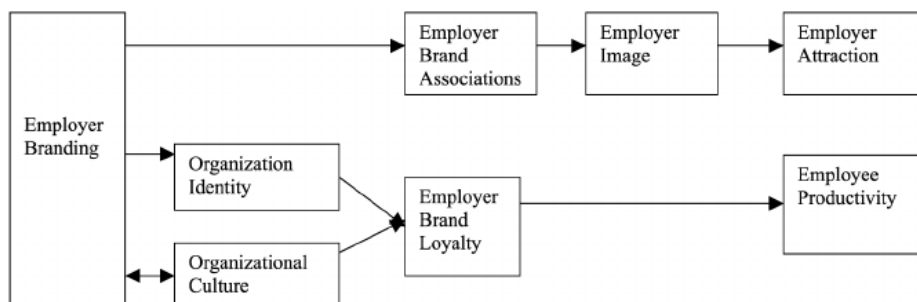 Employer
Brand
Associations
Employer
Image
Employer
Attraction
Employer
Branding
Organization
Identity
Employer
Brand
Loyalty
Employee
Productivity
Organizational
Culture